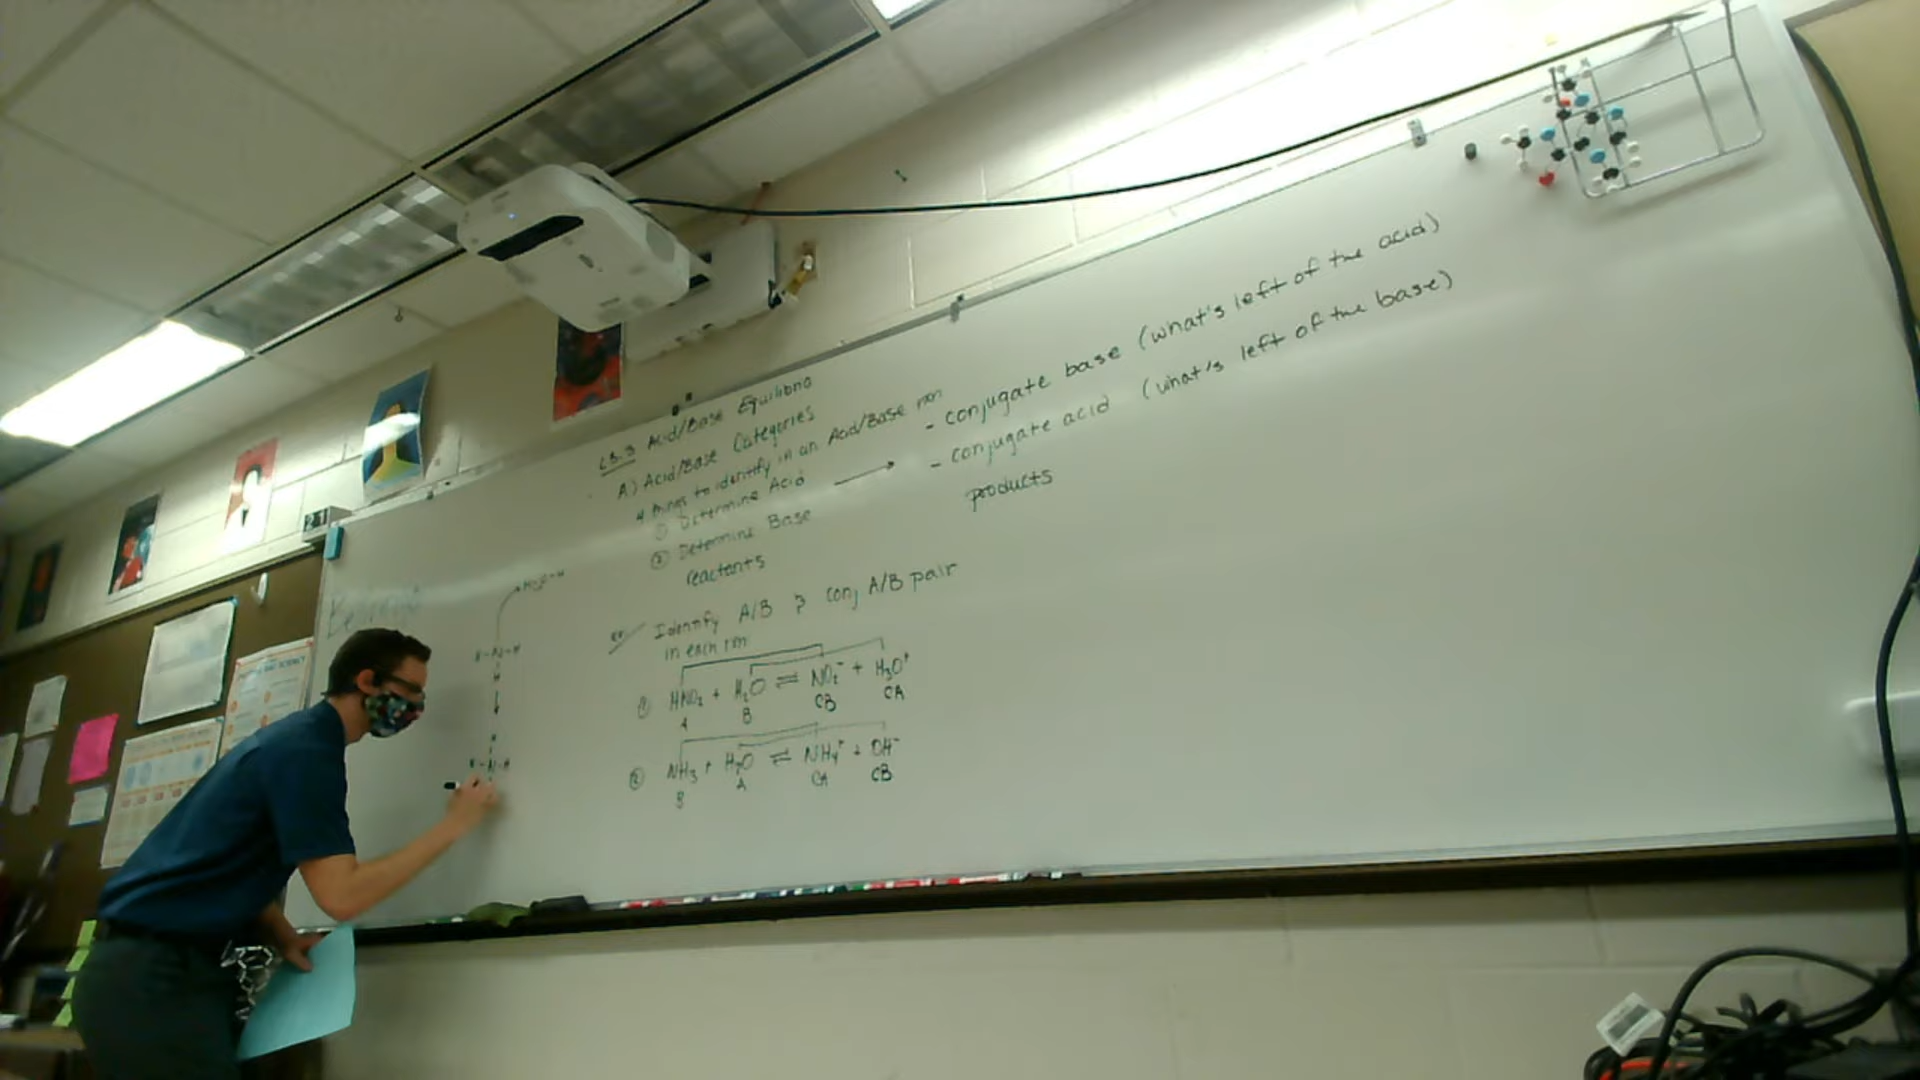 L3.3 Acid/Base Equilibria
A) Acid/Base Categories
4 things to identify in an Acid/Base rxn
① Determine Acid → - conjugate base (what's left of the acid)
② Determine Base - conjugate acid (what's left of the base)
reactants products
ex Identify A/B & conj A/B pair
in each rxn
① HNO₂ + H₂O ⇌ NO₂⁻ + H₃O⁺
A B CB CA
② NH₃ + H₂O ⇌ NH₄⁺ + OH⁻
B A CA CB
H-N-H
H
H
H-N-H